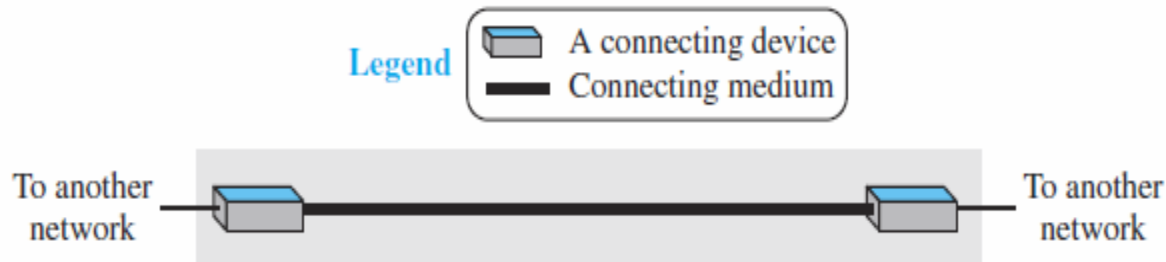 Legend
A connecting device
Connecting medium
To another
network
To another
network